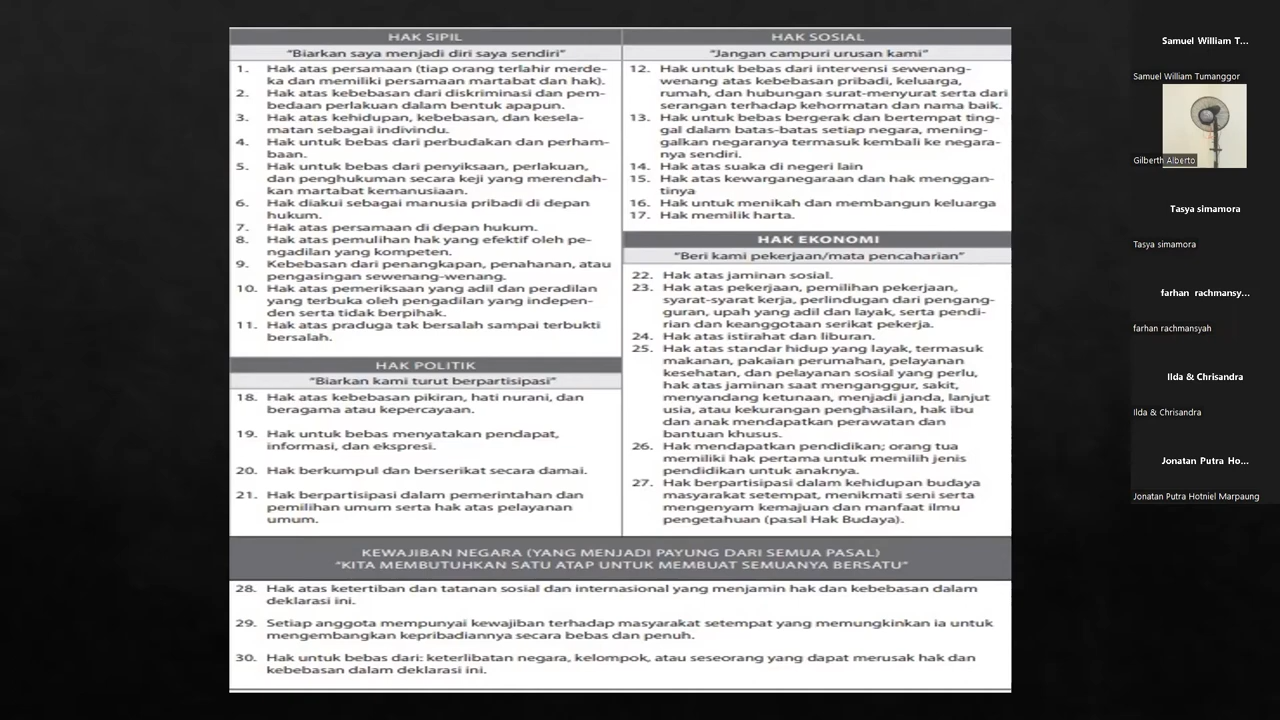 HAK SIPIL
"Biarkan saya menjadi diri saya sendiri"
1. Hak atas persamaan (tiap orang terlahir merde-
ka dan memiliki persamaan martabat dan hak).
2. Hak atas kebebasan dari diskriminasi dan pem-
bedaan perlakuan dalam bentuk apapun.
3. Hak atas kehidupan, kebebasan, dan kesela-
matan sebagai indivindu.
4. Hak untuk bebas dari perbudakan dan perham-
baan.
5. Hak untuk bebas dari penyiksaan, perlakuan,
dan penghukuman secara keji yang merendah-
kan martabat kemanusiaan.
6. Hak diakui sebagai manusia pribadi di depan
hukum.
7. Hak atas persamaan di depan hukum.
8. Hak atas pemulihan hak yang efektif oleh pe-
ngadilan yang kompeten.
9. Kebebasan dari penangkapan, penahanan, atau
pengasingan sewenang-wenang.
10. Hak atas pemeriksaan yang adil dan peradilan
yang terbuka oleh pengadilan yang indepen-
den serta tidak berpihak.
11. Hak atas praduga tak bersalah sampai terbukti
bersalah.
HAK POLITIK
"Biarkan kami turut berpartisipasi"
18. Hak atas kebebasan pikiran, hati nurani, dan
beragama atau kepercayaan.
19. Hak untuk bebas menyatakan pendapat,
informasi, dan ekspresi.
20. Hak berkumpul dan berserikat secara damai.
21. Hak berpartisipasi dalam pemerintahan dan
pemilihan umum serta hak atas pelayanan
umum.
HAK SOSIAL
"Jangan campuri urusan kami"
12. Hak untuk bebas dari intervensi sewenang-
wenang atas kebebasan pribadi, keluarga,
rumah, dan hubungan surat-menyurat serta dari
serangan terhadap kehormatan dan nama baik.
13. Hak untuk bebas bergerak dan bertempat ting-
gal dalam batas-batas setiap negara, mening-
galkan negaranya termasuk kembali ke negara-
nya sendiri.
14. Hak atas suaka di negeri lain
15. Hak atas kewarganegaraan dan hak menggan-
tinya
16. Hak untuk menikah dan membangun keluarga
17. Hak memilik harta.
HAK EKONOMI
"Beri kami pekerjaan/mata pencaharian"
22. Hak atas jaminan sosial.
23. Hak atas pekerjaan, pemilihan pekerjaan,
syarat-syarat kerja, perlindugan dari pengang-
guran, upah yang adil dan layak, serta pendi-
rian dan keanggotaan serikat pekerja.
24. Hak atas istirahat dan liburan.
25. Hak atas standar hidup yang layak, termasuk
makanan, pakaian perumahan, pelayanan
kesehatan, dan pelayanan sosial yang perlu,
hak atas jaminan saat menganggur, sakit,
menyandang ketunaan, menjadi janda, lanjut
usia, atau kekurangan penghasilan, hak ibu
dan anak mendapatkan perawatan dan
bantuan khusus.
26. Hak mendapatkan pendidikan; orang tua
memiliki hak pertama untuk memilih jenis
pendidikan untuk anaknya.
27. Hak berpartisipasi dalam kehidupan budaya
masyarakat setempat, menikmati seni serta
mengenyam kemajuan dan manfaat ilmu
pengetahuan (pasal Hak Budaya).
KEWAJIBAN NEGARA (YANG MENJADI PAYUNG DARI SEMUA PASAL)
"KITA MEMBUTUHKAN SATU ATAP UNTUK MEMBUAT SEMUANYA BERSATU"
28. Hak atas ketertiban dan tatanan sosial dan internasional yang menjamin hak dan kebebasan dalam
deklarasi ini.
29. Setiap anggota mempunyai kewajiban terhadap masyarakat setempat yang memungkinkan ia untuk
mengembangkan kepribadiannya secara bebas dan penuh.
30. Hak untuk bebas dari: keterlibatan negara, kelompok, atau seseorang yang dapat merusak hak dan
kebebasan dalam deklarasi ini.
Samuel William T...
Samuel William Tumanggor
Gilberth Alberto
Tasya simamora
Tasya simamora
farhan rachmansy...
farhan rachmansyah
Ilda & Chrisandra
Ilda & Chrisandra
Jonatan Putra Ho...
Jonatan Putra Hotniel Marpaung